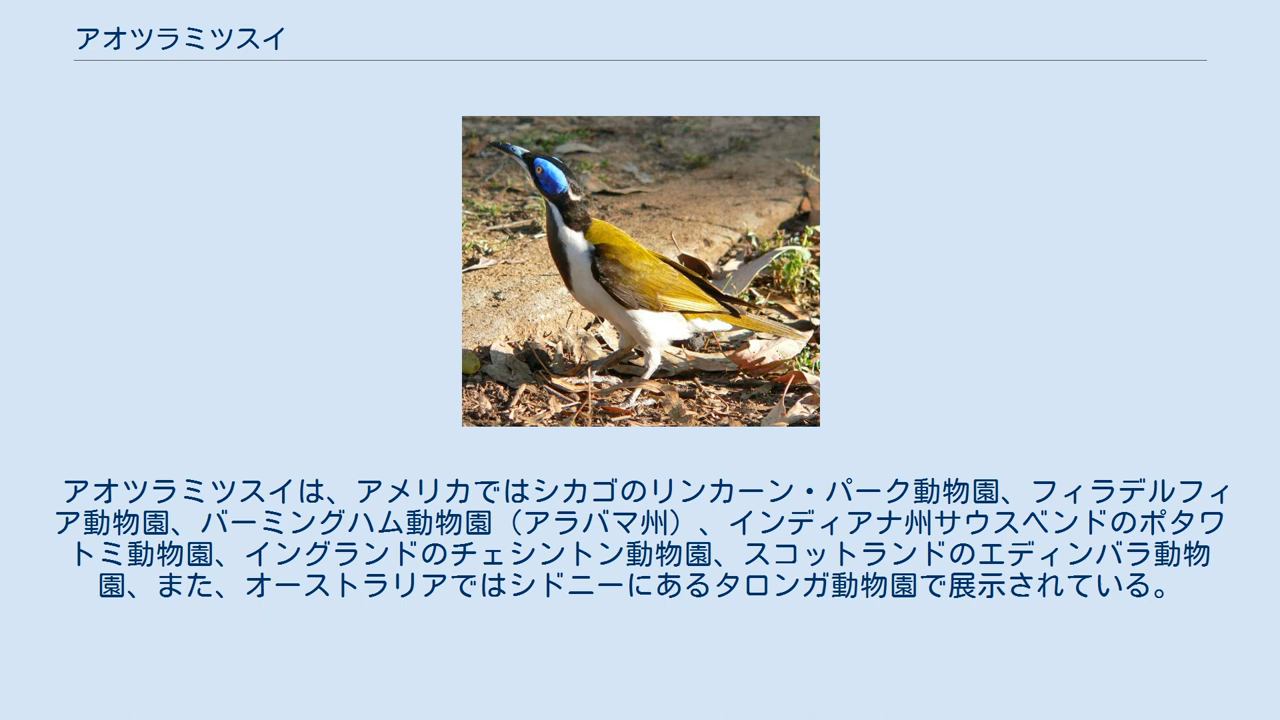 アオツラミツスイ
アオツラミツスイは、アメリカではシカゴのリンカーン・パーク動物園、フィラデルフィ
ア動物園、バーミングハム動物園（アラバマ州）、インディアナ州サウスベンドのポタワ
トミ動物園、イングランドのチェシントン動物園、スコットランドのエディンバラ動物
園、また、オーストラリアではシドニーにあるタロンガ動物園で展示されている。